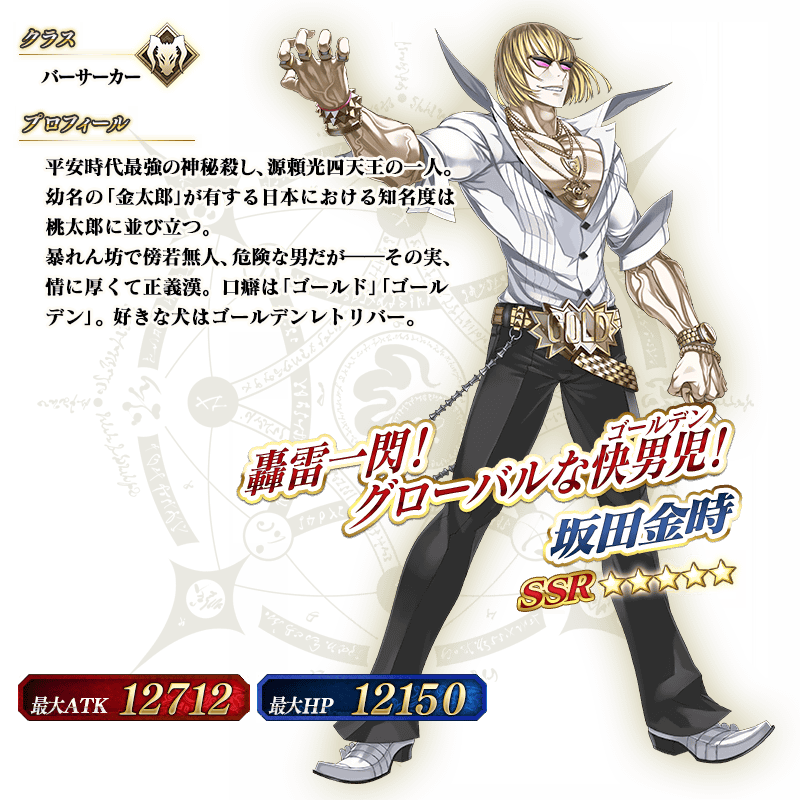 クラス
バーサーカー
プロフィール
平安時代最強の神秘殺し、源頼光四天王の一人。
幼名の「金太郎」が有する日本における知名度は
桃太郎に並び立つ。
暴れん坊で傍若無人、危険な男だが――その実、
情に厚くて正義漢。口癖は「ゴールド」「ゴール
デン」。好きな犬はゴールデンレトリバー。
GOLD
轟雷一閃!
ゴールデン
グローバルな快男児!
坂田金時
SSR ☆☆☆☆☆
最大ATK 12712
最大HP 12150